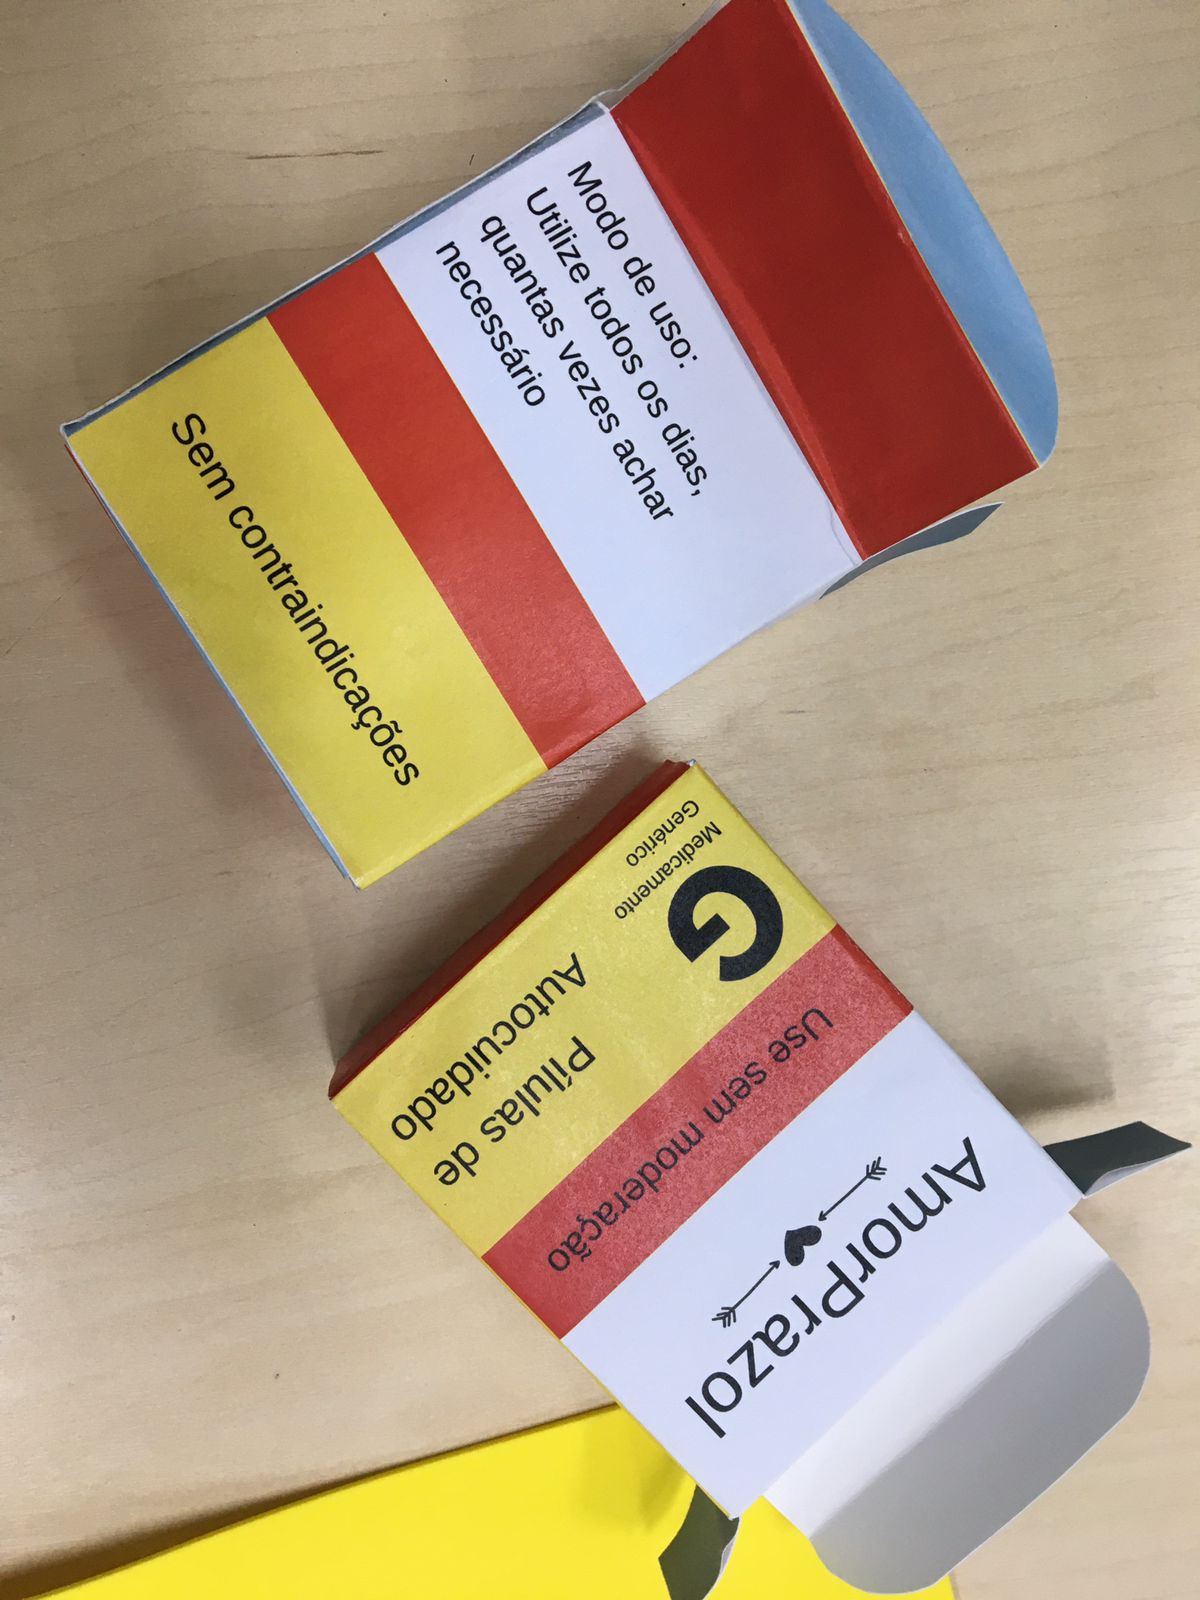 Modo de uso:
Utilize todos os dias,
quantas vezes achar
necessário
Sem contraindicações
AmorPrazol
Use sem moderação
G
Medicamento
Genérico
Pílulas de
Autocuidado